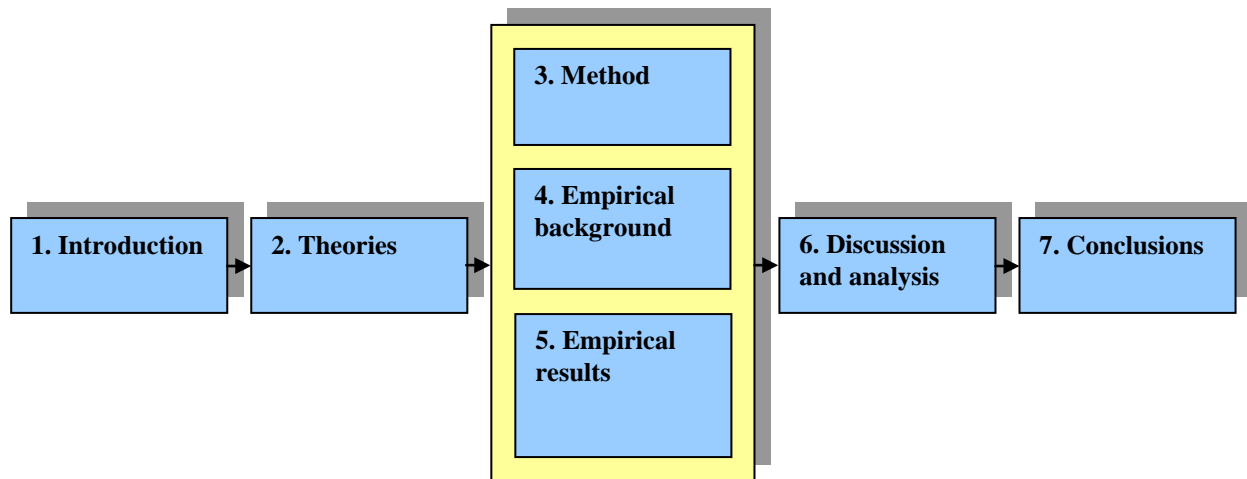 1. Introduction
2. Theories
3. Method
4. Empirical
background
5. Empirical
results
6. Discussion
and analysis
7. Conclusions